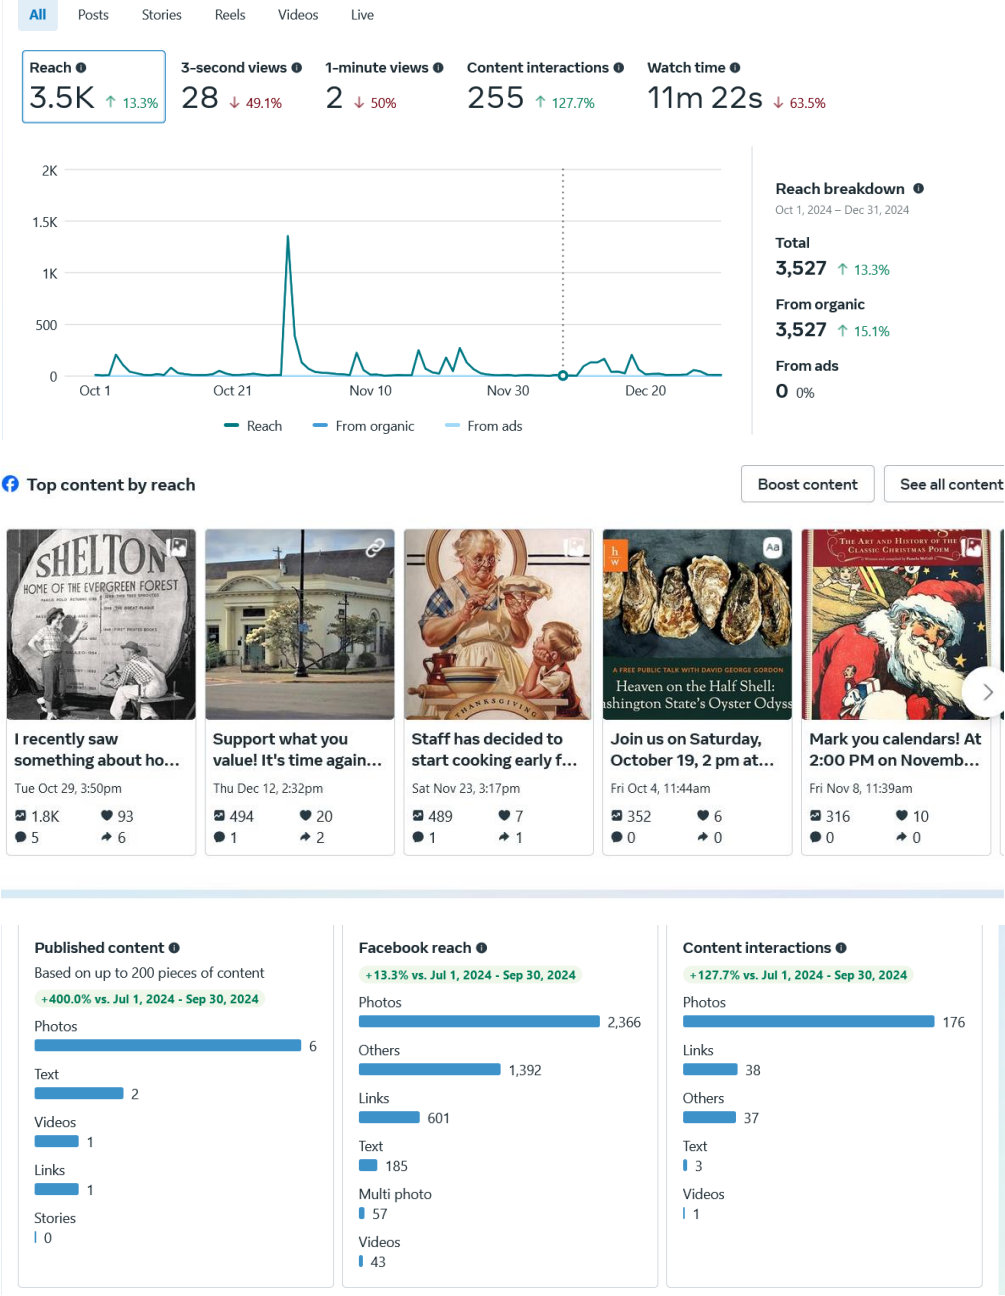 All Posts Stories Reels Videos Live
Reach 3-second views 1-minute views Content interactions Watch time
3.5K ↑ 13.3% 28 ↓ 49.1% 2 ↓ 50% 255 ↑ 127.7% 11m 22s ↓ 63.5%
2K
1.5K
1K
500
0
Oct 1 Oct 21 Nov 10 Nov 30 Dec 20
Reach From organic From ads
Reach breakdown
Oct 1, 2024 – Dec 31, 2024
Total
3,527 ↑ 13.3%
From organic
3,527 ↑ 15.1%
From ads
0 0%
Top content by reach
Boost content See all content
SHELTON
HOME OF THE EVERGREEN FOREST
I recently saw
something about ho...
Tue Oct 29, 3:50pm
1.8K 93
5 6
Support what you
value! It's time again...
Thu Dec 12, 2:32pm
494 20
1 2
THANKSGIVING
Staff has decided to
start cooking early f...
Sat Nov 23, 3:17pm
489 7
1 1
h
w
Aa
A FREE PUBLIC TALK WITH DAVID GEORGE GORDON
Heaven on the Half Shell:
shington State's Oyster Odyss
Join us on Saturday,
October 19, 2 pm at...
Fri Oct 4, 11:44am
352 6
0 0
THE ART AND HISTORY OF THE
CLASSIC CHRISTMAS POEM
Mark you calendars! At
2:00 PM on Novemb...
Fri Nov 8, 11:39am
316 10
0 0
Published content
Based on up to 200 pieces of content
+400.0% vs. Jul 1, 2024 - Sep 30, 2024
Photos
6
Text
2
Videos
1
Links
1
Stories
0
Facebook reach
+13.3% vs. Jul 1, 2024 - Sep 30, 2024
Photos
2,366
Others
1,392
Links
601
Text
185
Multi photo
57
Videos
43
Content interactions
+127.7% vs. Jul 1, 2024 - Sep 30, 2024
Photos
176
Links
38
Others
37
Text
3
Videos
1